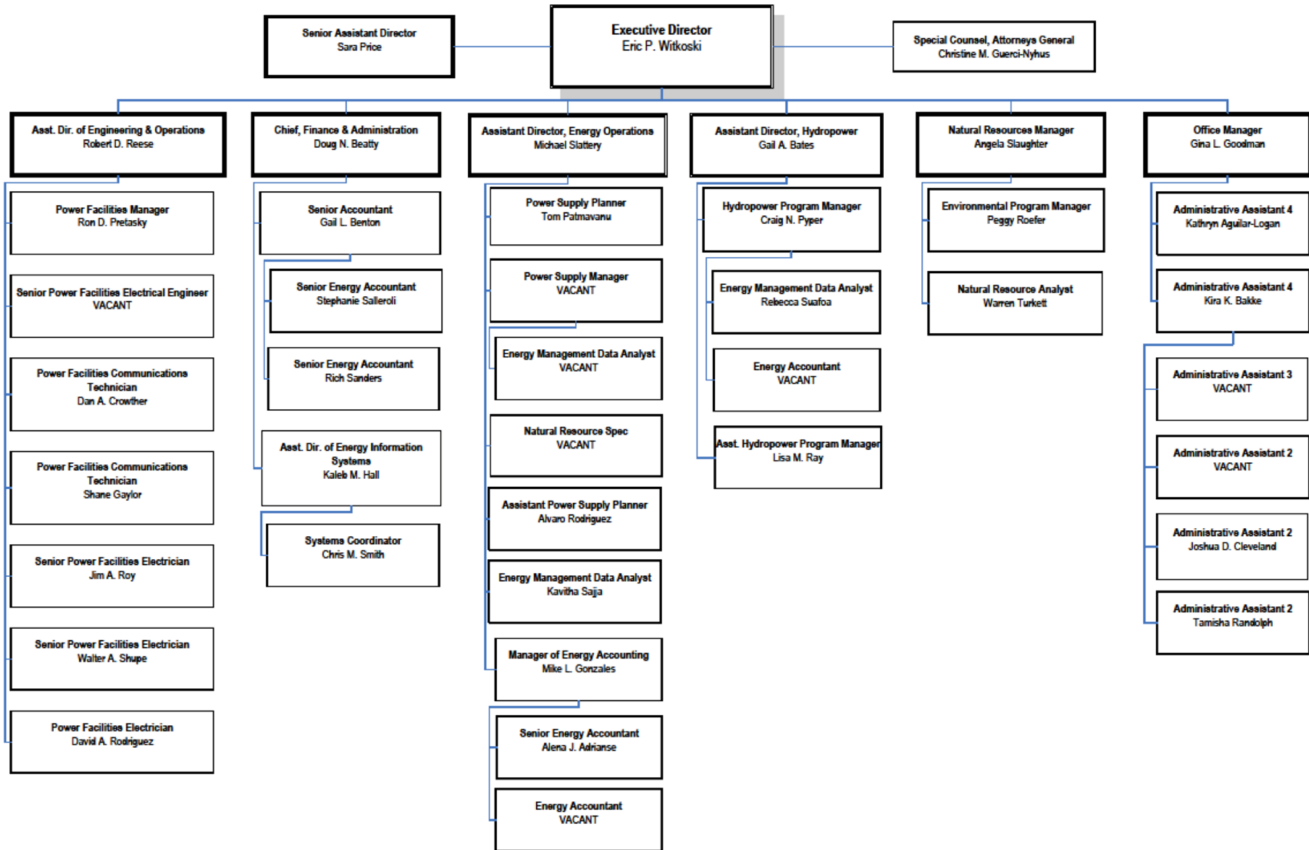 Senior Assistant Director
Sara Price
Executive Director
Eric P. Witkoski
Special Counsel, Attorneys General
Christine M. Guerci-Nyhus
Asst. Dir. of Engineering & Operations
Robert D. Reese
Power Facilities Manager
Ron D. Pretasky
Senior Power Facilities Electrical Engineer
VACANT
Power Facilities Communications
Technician
Dan A. Crowther
Power Facilities Communications
Technician
Shane Gaylor
Senior Power Facilities Electrician
Jim A. Roy
Senior Power Facilities Electrician
Walter A. Shupe
Power Facilities Electrician
David A. Rodriguez
Chief, Finance & Administration
Doug N. Beatty
Senior Accountant
Gail L. Benton
Senior Energy Accountant
Stephanie Salleroli
Senior Energy Accountant
Rich Sanders
Asst. Dir. of Energy Information
Systems
Kaleb M. Hall
Systems Coordinator
Chris M. Smith
Assistant Director, Energy Operations
Michael Slattery
Power Supply Planner
Tom Patmavanu
Power Supply Manager
VACANT
Energy Management Data Analyst
VACANT
Natural Resource Spec
VACANT
Assistant Power Supply Planner
Alvaro Rodriguez
Energy Management Data Analyst
Kavitha Sajja
Manager of Energy Accounting
Mike L. Gonzales
Senior Energy Accountant
Alena J. Adrianse
Energy Accountant
VACANT
Assistant Director, Hydropower
Gail A. Bates
Hydropower Program Manager
Craig N. Pyper
Energy Management Data Analyst
Rebecca Suafoa
Energy Accountant
VACANT
Asst. Hydropower Program Manager
Lisa M. Ray
Natural Resources Manager
Angela Slaughter
Environmental Program Manager
Peggy Roefer
Natural Resource Analyst
Warren Turkett
Office Manager
Gina L. Goodman
Administrative Assistant 4
Kathryn Aguilar-Logan
Administrative Assistant 4
Kira K. Bakke
Administrative Assistant 3
VACANT
Administrative Assistant 2
VACANT
Administrative Assistant 2
Joshua D. Cleveland
Administrative Assistant 2
Tamisha Randolph